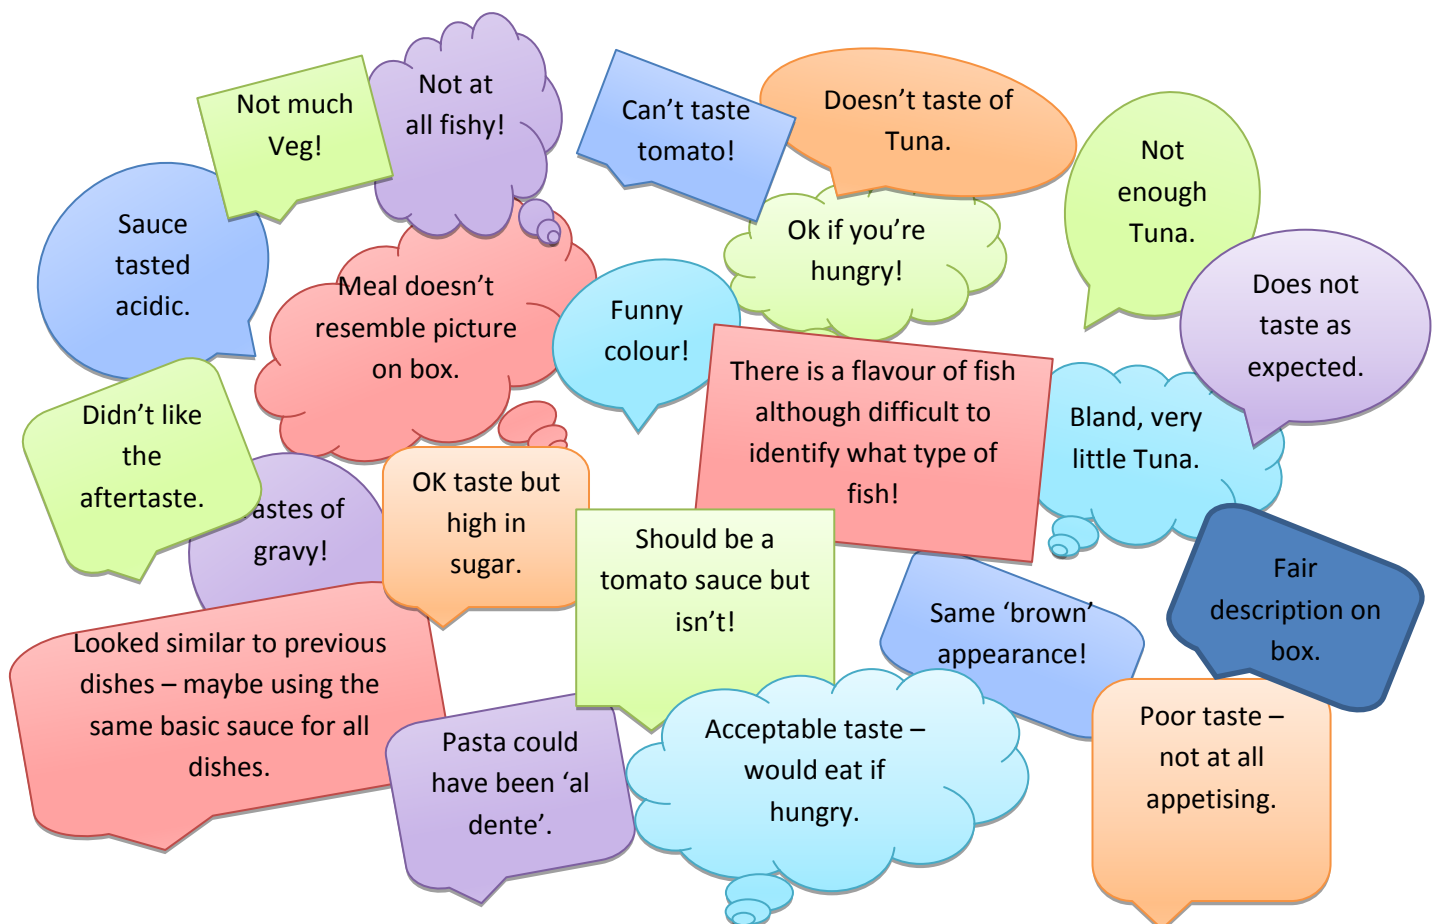 Not much
Veg!
Not at
all fishy!
Can’t taste
tomato!
Doesn’t taste of
Tuna.
Not
enough
Tuna.
Sauce
tasted
acidic.
Meal doesn’t
resemble picture
on box.
Funny
colour!
Ok if you’re
hungry!
Does not
taste as
expected.
Didn’t like
the
aftertaste.
There is a flavour of fish
although difficult to
identify what type of
fish!
Bland, very
little Tuna.
astes of
gravy!
OK taste but
high in
sugar.
Should be a
tomato sauce but
isn’t!
Same ‘brown’
appearance!
Fair
description on
box.
Looked similar to previous
dishes – maybe using the
same basic sauce for all
dishes.
Pasta could
have been ‘al
dente’.
Acceptable taste –
would eat if
hungry.
Poor taste –
not at all
appetising.